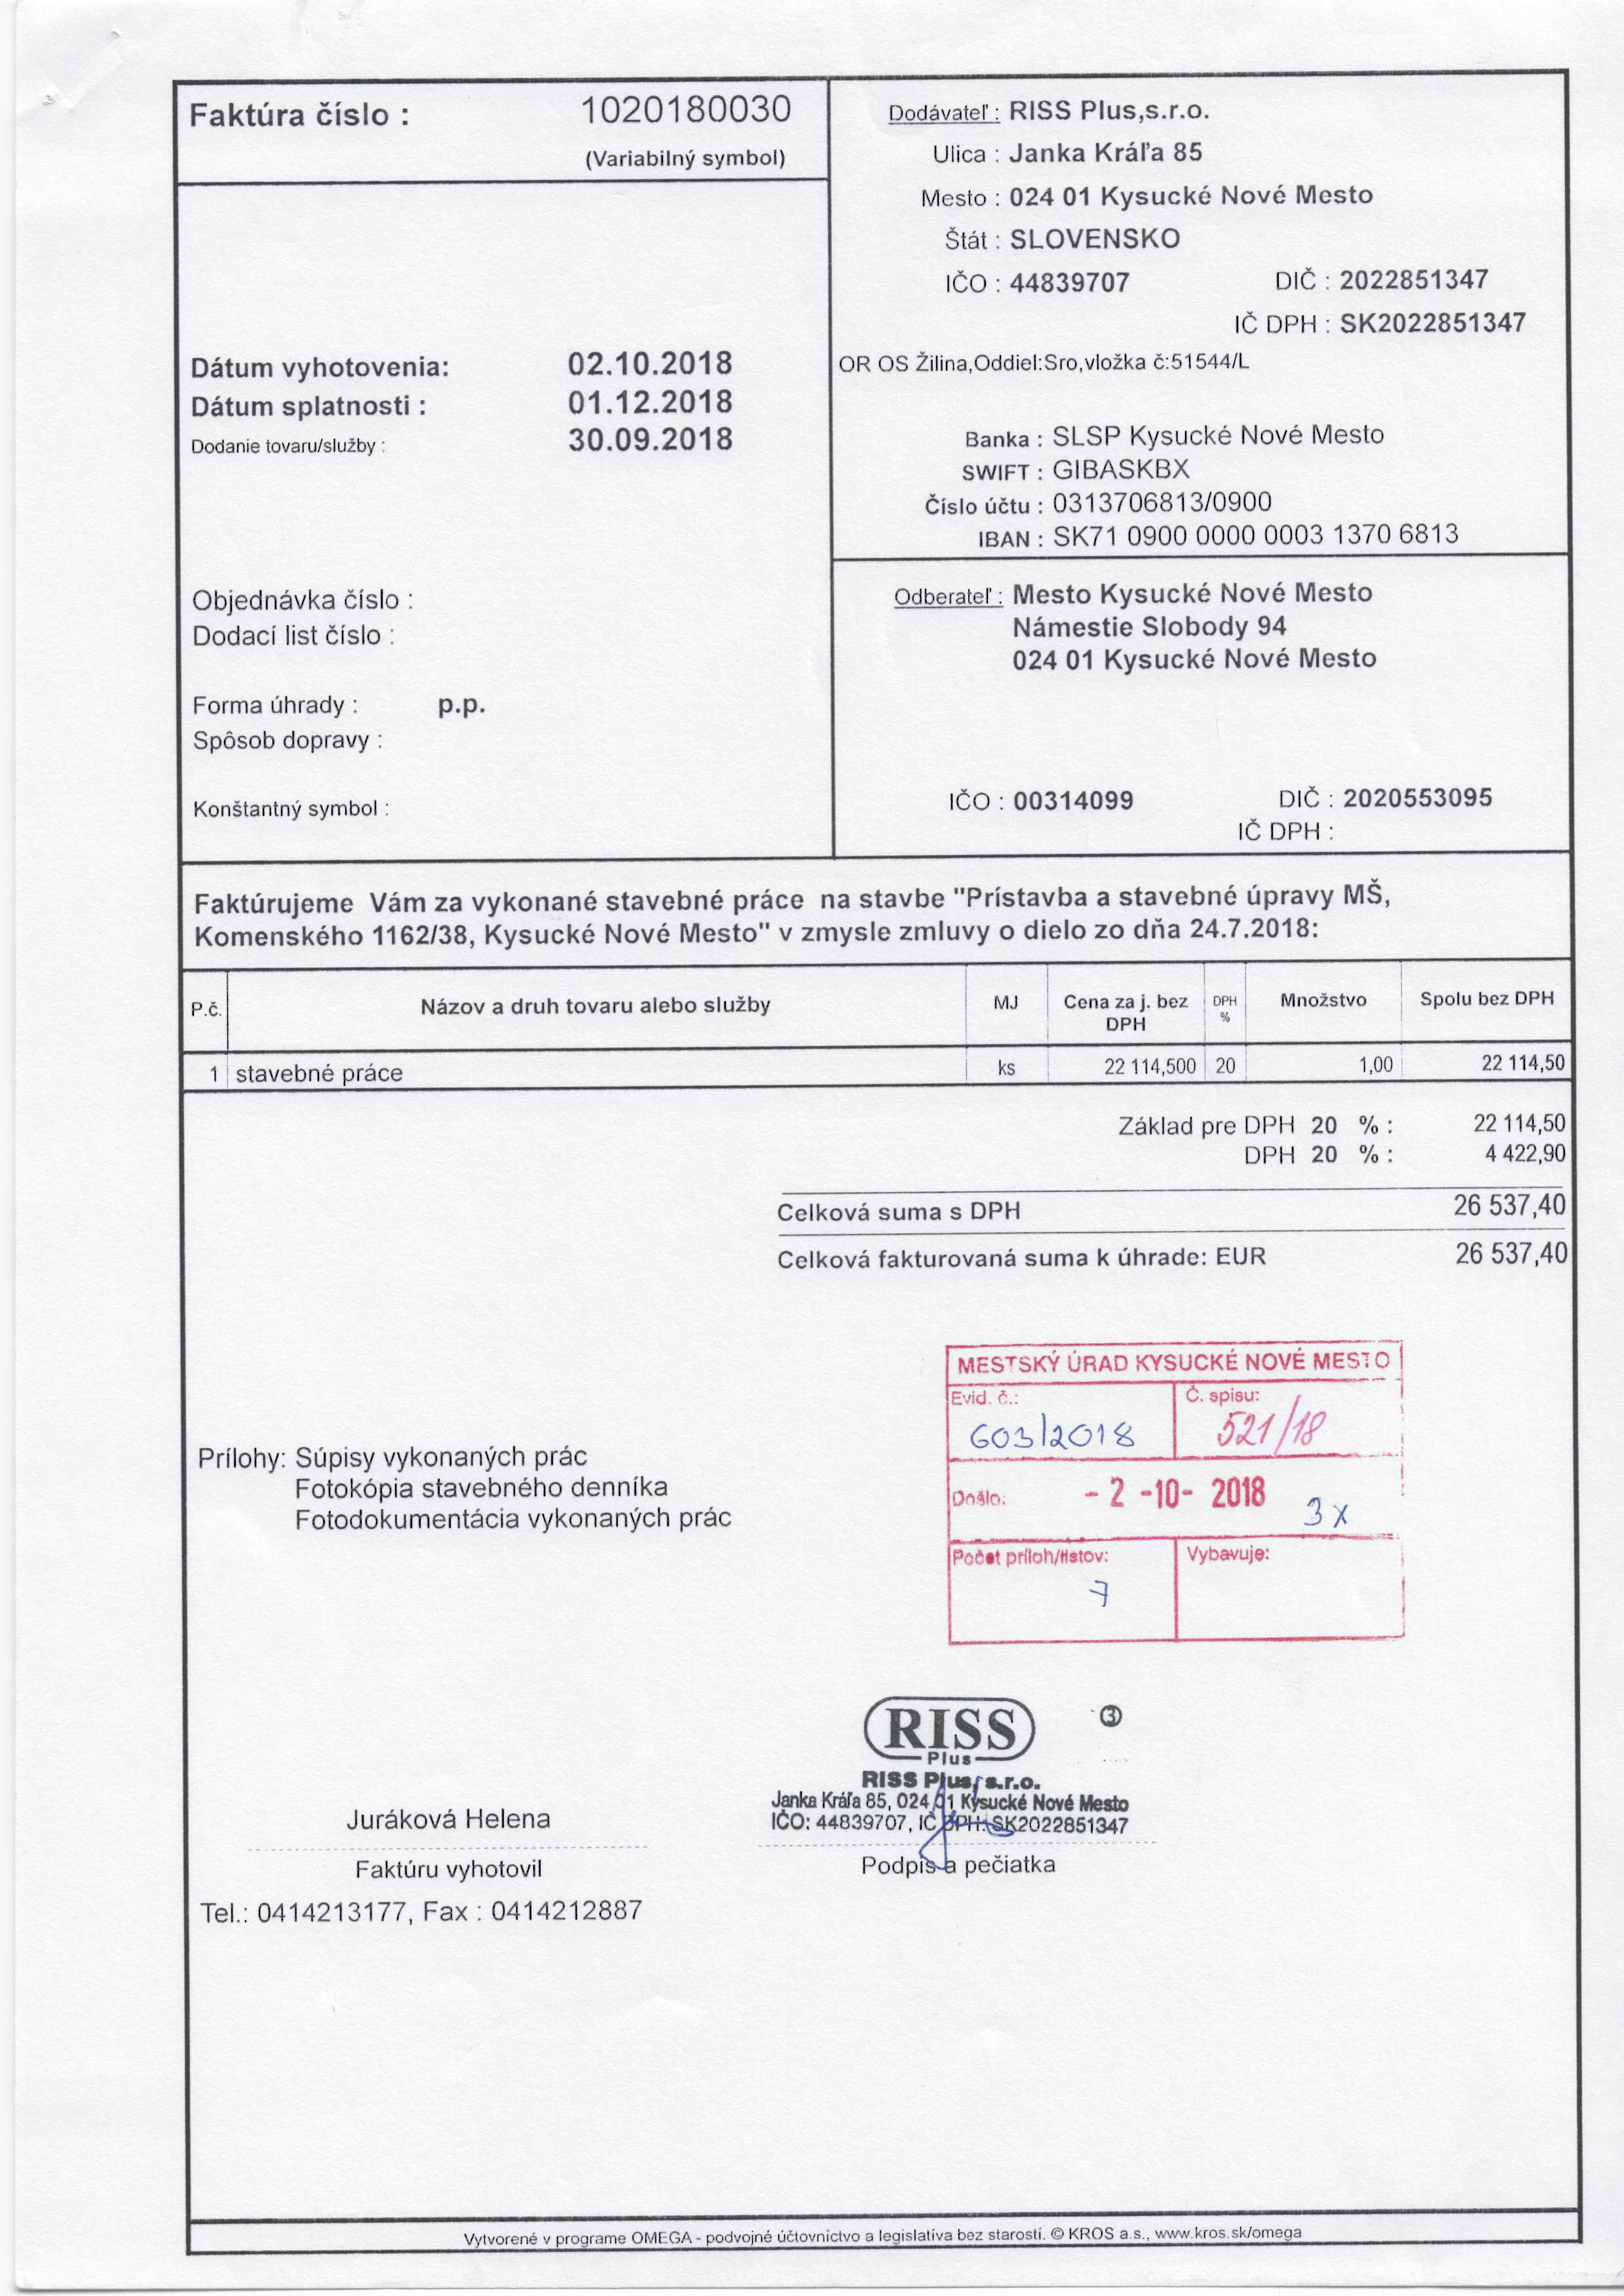 Faktúra číslo : 1020180030
(Variabilný symbol)
Dátum vyhotovenia: 02.10.2018
Dátum splatnosti : 01.12.2018
Dodanie tovaru/služby : 30.09.2018
Objednávka číslo :
Dodací list číslo :
Forma úhrady : p.p.
Spôsob dopravy :
Konštantný symbol :
Dodávateľ : RISS Plus,s.r.o.
Ulica : Janka Kráľa 85
Mesto : 024 01 Kysucké Nové Mesto
Štát : SLOVENSKO
IČO : 44839707 DIČ : 2022851347
IČ DPH : SK2022851347
OR OS Žilina,Oddiel:Sro,vložka č:51544/L
Banka : SLSP Kysucké Nové Mesto
SWIFT : GIBASKBX
Číslo účtu : 0313706813/0900
IBAN : SK71 0900 0000 0003 1370 6813
Odberateľ : Mesto Kysucké Nové Mesto
Námestie Slobody 94
024 01 Kysucké Nové Mesto
IČO : 00314099 DIČ : 2020553095
IČ DPH :
Faktúrujeme Vám za vykonané stavebné práce na stavbe "Prístavba a stavebné úpravy MŠ,
Komenského 1162/38, Kysucké Nové Mesto" v zmysle zmluvy o dielo zo dňa 24.7.2018:
P.č. Názov a druh tovaru alebo služby MJ Cena za j. bez DPH DPH % Množstvo Spolu bez DPH
1 stavebné práce ks 22 114,500 20 1,00 22 114,50
Základ pre DPH 20 % : 22 114,50
DPH 20 % : 4 422,90
Celková suma s DPH 26 537,40
Celková fakturovaná suma k úhrade: EUR 26 537,40
MESTSKÝ ÚRAD KYSUCKÉ NOVÉ MESTO
Evid. č.: Č. spisu:
603/2018 521/18
Došlo: - 2 -10- 2018 3x
Počet príloh/listov: Vybavuje:
7
Prílohy: Súpisy vykonaných prác
Fotokópia stavebného denníka
Fotodokumentácia vykonaných prác
RISS 3
Plus
RISS Plus, s.r.o.
Janka Kráľa 85, 024 01 Kysucké Nové Mesto
IČO: 44839707, IČ DPH: SK2022851347
Podpis a pečiatka
Juráková Helena
Faktúru vyhotovil
Tel.: 0414213177, Fax : 0414212887
Vytvorené v programe OMEGA - podvojné účtovníctvo a legislatíva bez starostí. © KROS a.s., www.kros.sk/omega